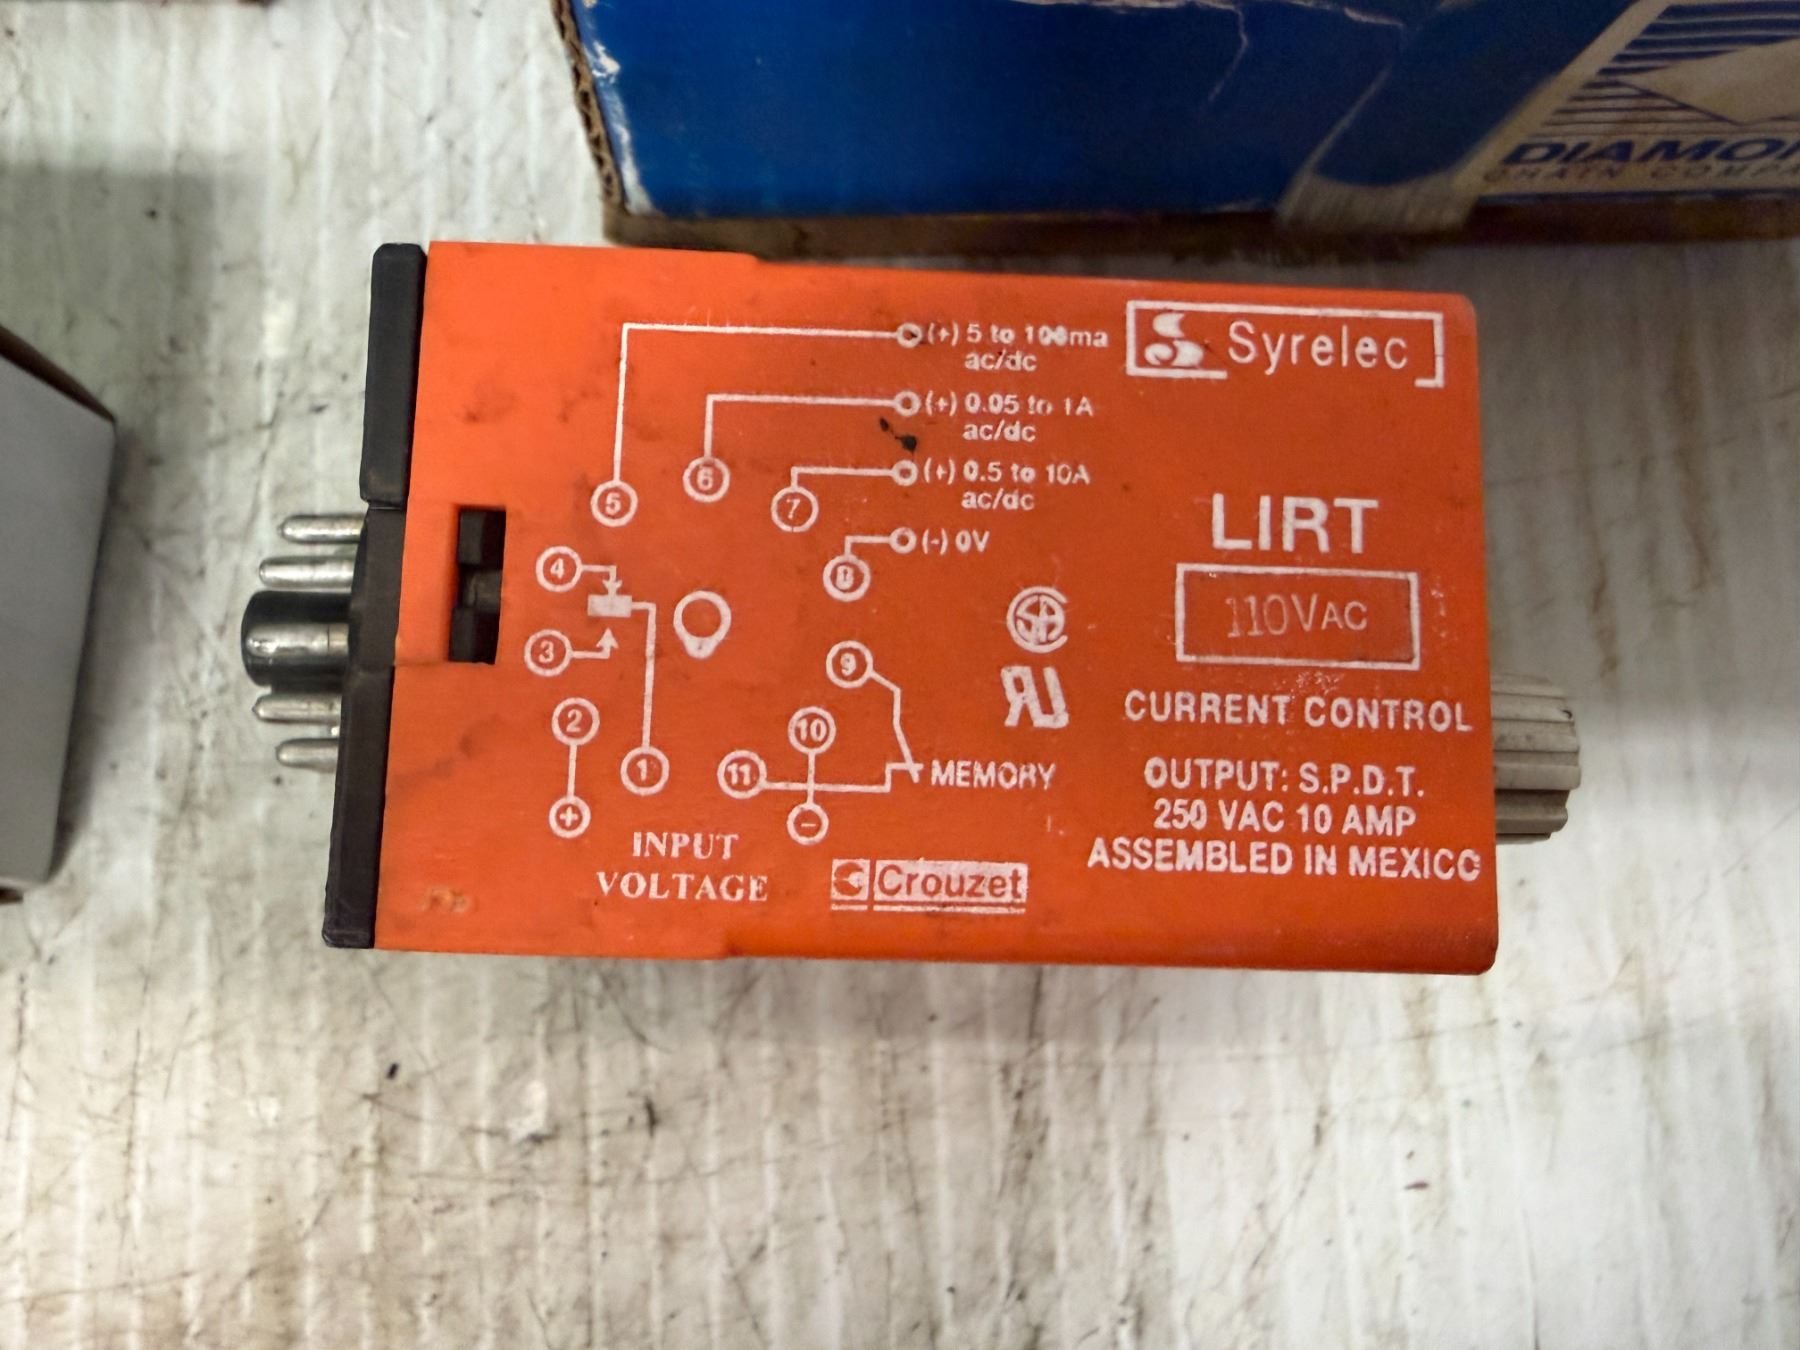 DIAMO
CHAIN COMPA
Syrelec
(+) 5 to 100ma
ac/dc
(+) 0.05 to 1A
ac/dc
(+) 0.5 to 10A
ac/dc
(-) 0V
5
6
7
8
4
3
2
1
9
10
11
+
-
MEMORY
INPUT
VOLTAGE
Crouzet
LIRT
110VAC
CURRENT CONTROL
OUTPUT: S.P.D.T.
250 VAC 10 AMP
ASSEMBLED IN MEXICO